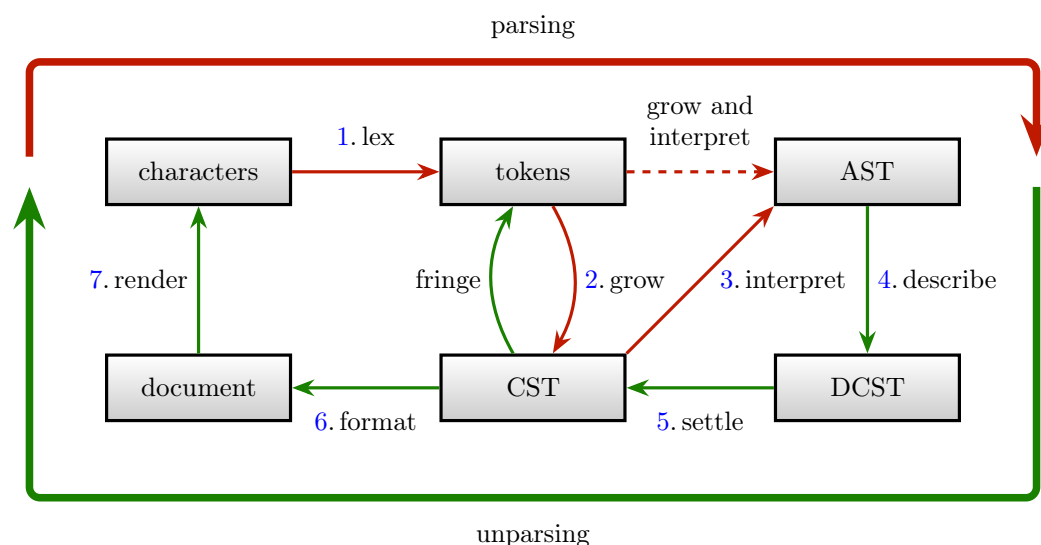 parsing
grow and
interpret
1. lex
characters
tokens
AST
7. render
fringe
2. grow
3. interpret
4. describe
document
CST
DCST
6. format
5. settle
unparsing